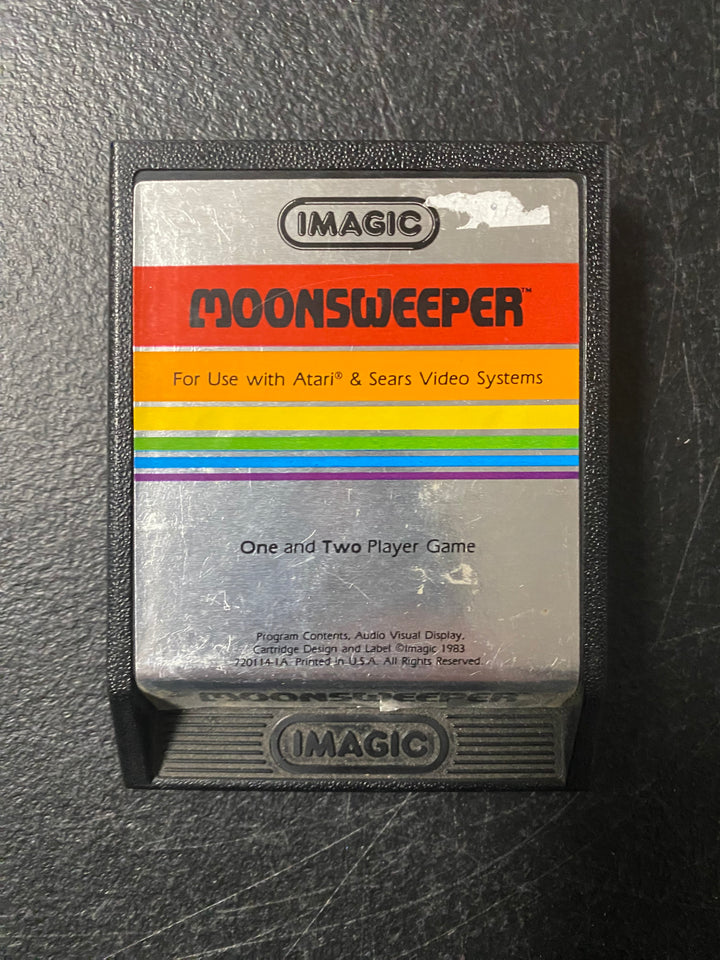 IMAGIC
MOONSWEEPER™
For Use with Atari® & Sears Video Systems
One and Two Player Game
Program Contents, Audio Visual Display,
Cartridge Design and Label ©Imagic 1983
720114-1A Printed in U.S.A. All Rights Reserved
MOONSWEEPER
IMAGIC